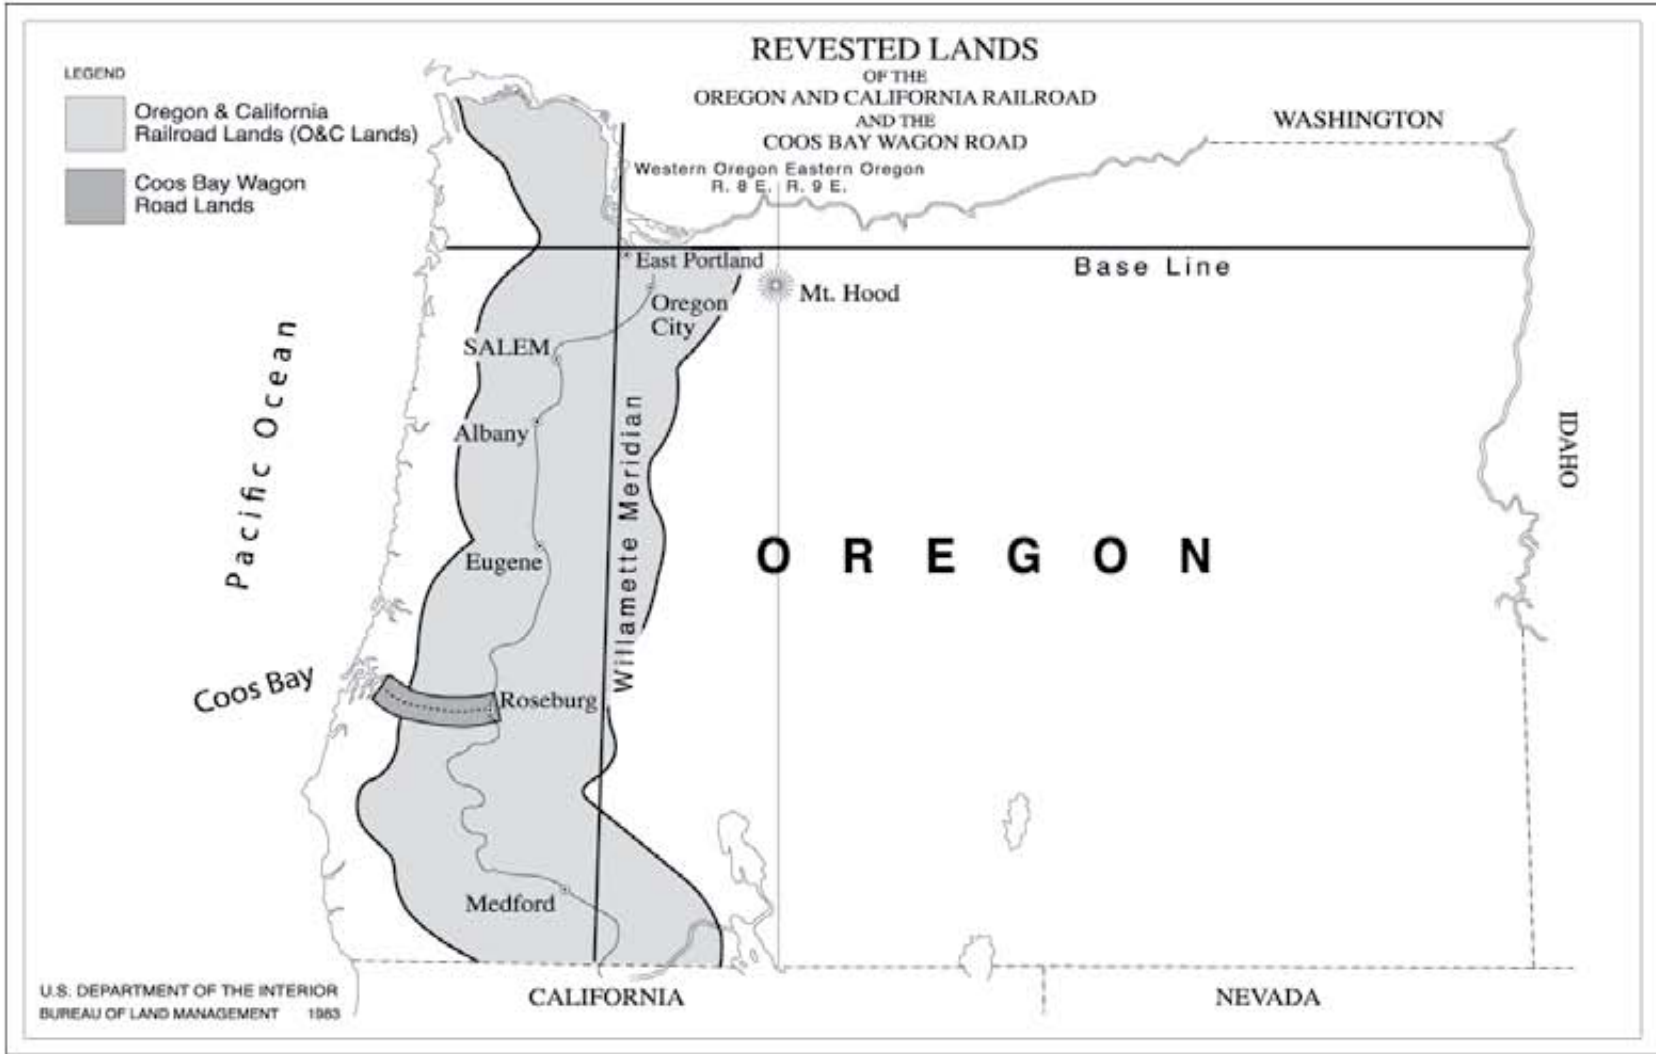 REVESTED LANDS
OF THE
OREGON AND CALIFORNIA RAILROAD
AND THE
COOS BAY WAGON ROAD
LEGEND
Oregon & California
Railroad Lands (O&C Lands)
Coos Bay Wagon
Road Lands
WASHINGTON
Western Oregon Eastern Oregon
R. 8 E. R. 9 E.
East Portland
Base Line
Mt. Hood
Oregon
City
SALEM
Pacific Ocean
Albany
Willamette Meridian
IDAHO
Eugene
OREGON
Coos Bay
Roseburg
Medford
U.S. DEPARTMENT OF THE INTERIOR
BUREAU OF LAND MANAGEMENT 1983
CALIFORNIA
NEVADA